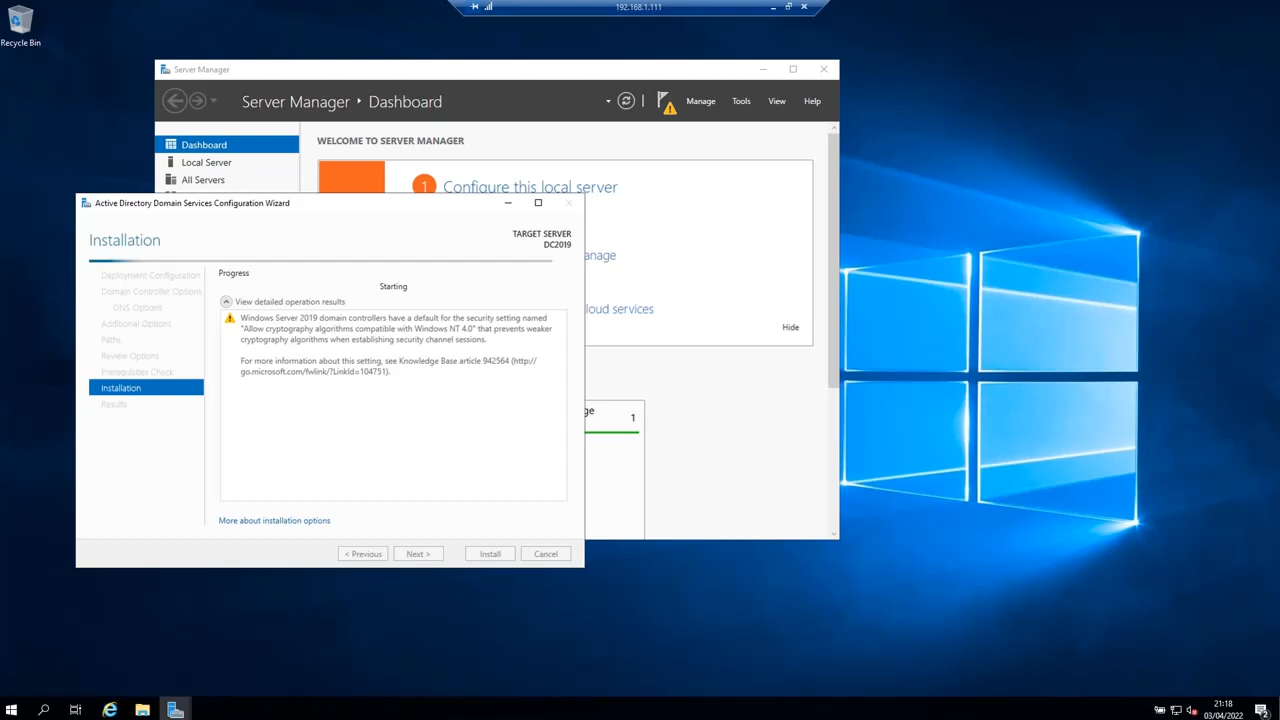 192.168.1.111
Recycle Bin
Server Manager
Server Manager
Dashboard
Manage
Tools
View
Help
Dashboard
Local Server
All Servers
WELCOME TO SERVER MANAGER
1
Configure this local server
anage
loud services
Hide
ge
1
Active Directory Domain Services Configuration Wizard
Installation
TARGET SERVER
DC2019
Deployment Configuration
Domain Controller Options
DNS Options
Additional Options
Paths
Review Options
Prerequisites Check
Installation
Results
Progress
Starting
View detailed operation results
Windows Server 2019 domain controllers have a default for the security setting named
"Allow cryptography algorithms compatible with Windows NT 4.0" that prevents weaker
cryptography algorithms when establishing security channel sessions.
For more information about this setting, see Knowledge Base article 942564 (http://
go.microsoft.com/fwlink/?LinkId=104751).
More about installation options
< Previous
Next >
Install
Cancel
21:18
03/04/2022
2